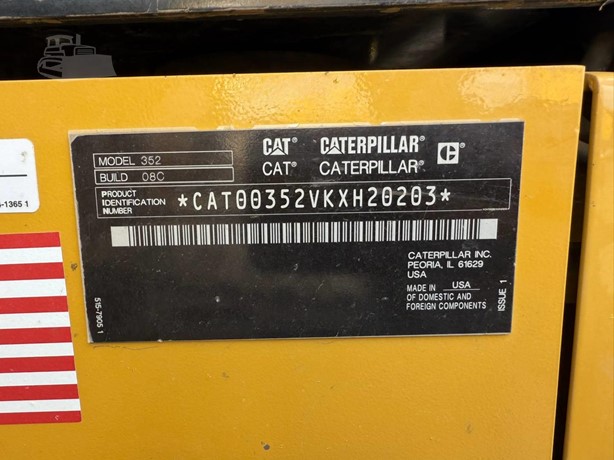 CAT CATERPILLAR® C
CAT® CATERPILLAR®
MODEL 352
BUILD 08C
PRODUCT
IDENTIFICATION
NUMBER
*CAT00352VKXH20203*
CATERPILLAR INC.
PEORIA, IL 61629
USA
MADE IN USA
OF DOMESTIC AND
FOREIGN COMPONENTS
ISSUE 1
515-7905 1
-1365 1